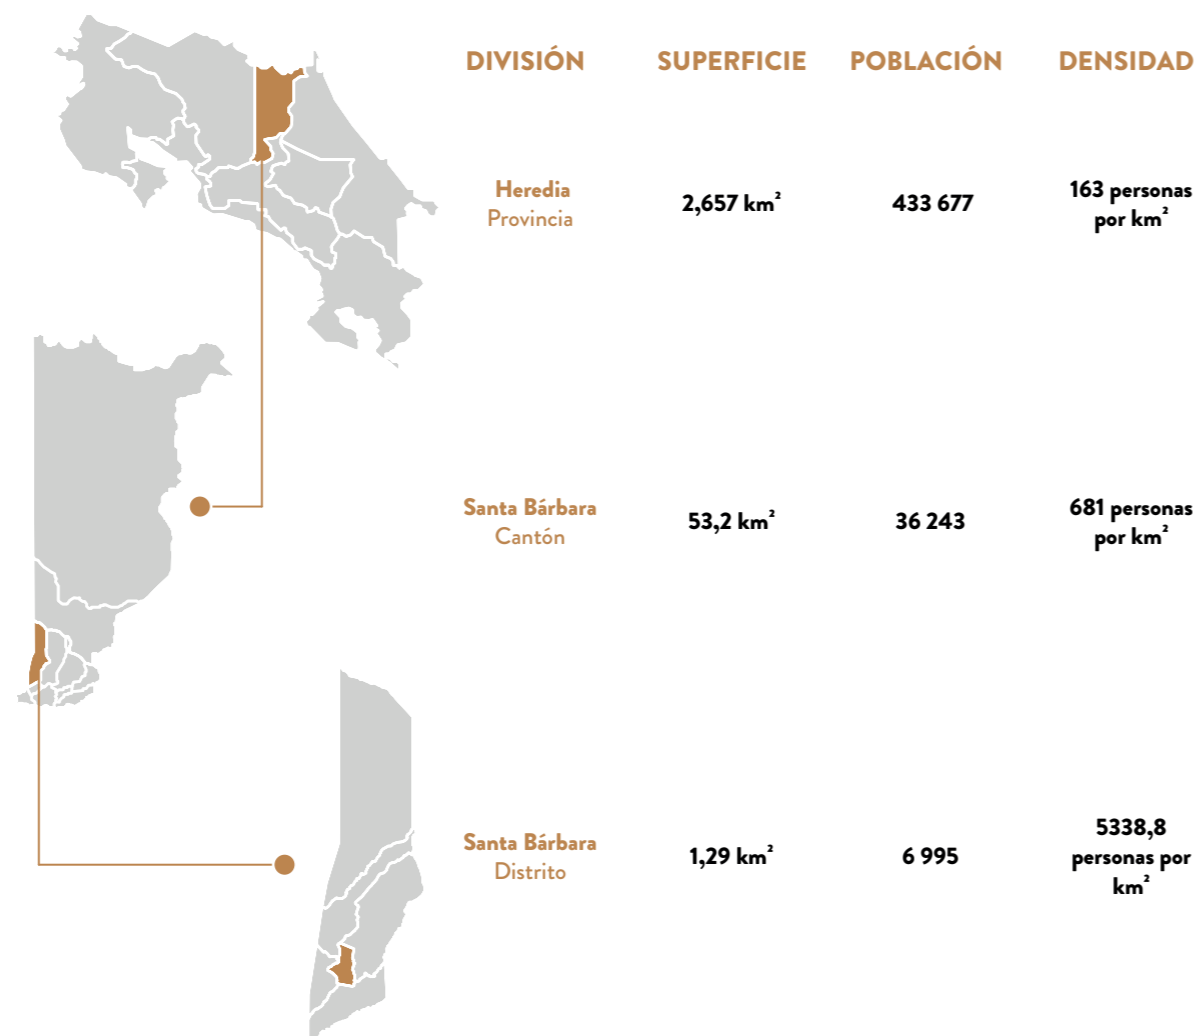 DIVISIÓN SUPERFICIE POBLACIÓN DENSIDAD
Heredia
Provincia
2,657 km²
433 677
163 personas
por km²
Santa Bárbara
Cantón
53,2 km²
36 243
681 personas
por km²
Santa Bárbara
Distrito
1,29 km²
6 995
5338,8
personas por
km²